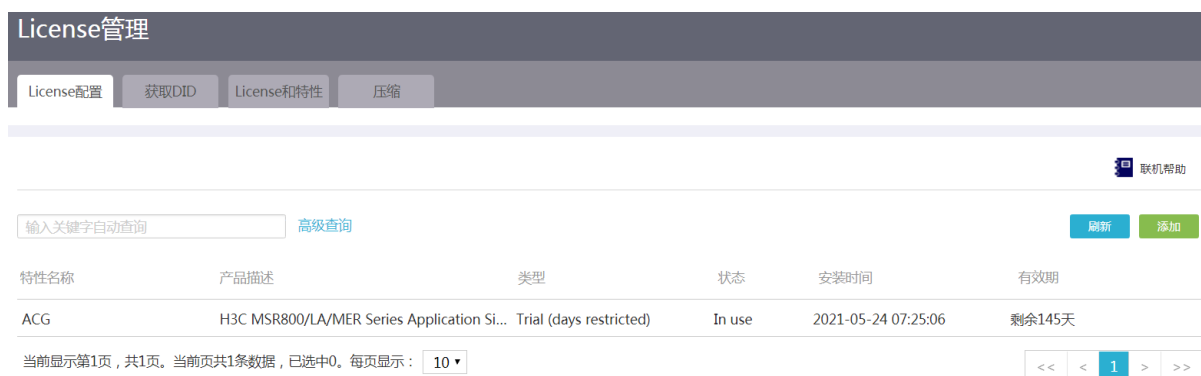 License管理
License配置 获取DID License和特性 压缩
联机帮助
输入关键字自动查询 高级查询 刷新 添加
特性名称 产品描述 类型 状态 安装时间 有效期
ACG H3C MSR800/LA/MER Series Application Si... Trial (days restricted) In use 2021-05-24 07:25:06 剩余145天
当前显示第1页，共1页。当前页共1条数据，已选中0。每页显示： 10
<< < 1 > >>